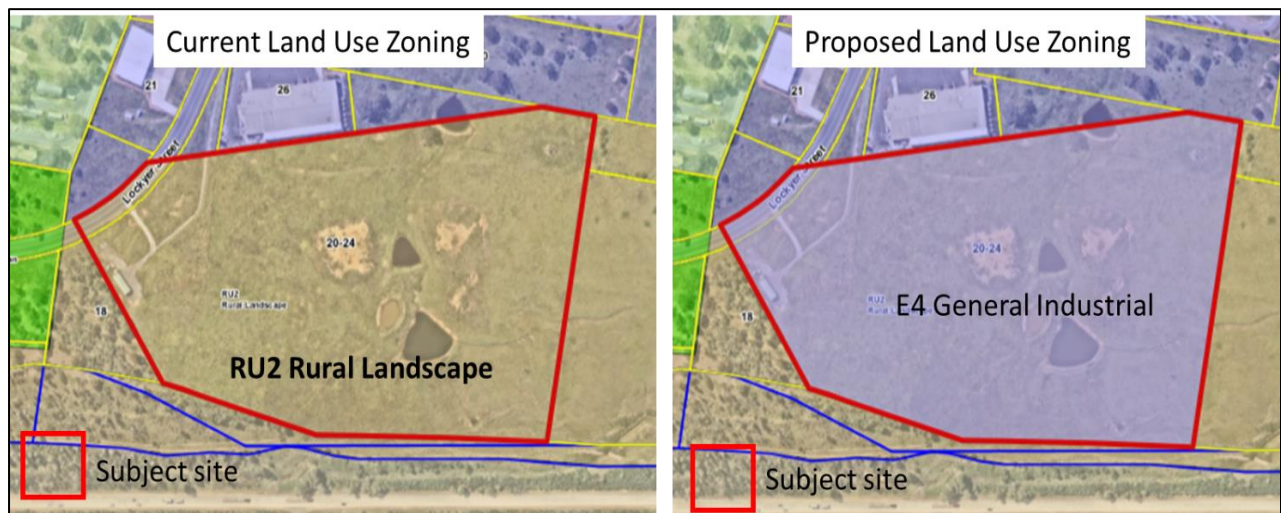 Current Land Use Zoning
21
26
Lockyer Street
20-24
RU2
Rural Landscape
18
RU2 Rural Landscape
Subject site
Proposed Land Use Zoning
21
26
Lockyer Street
20-24
RU2
Rural Landscape
E4 General Industrial
18
Subject site